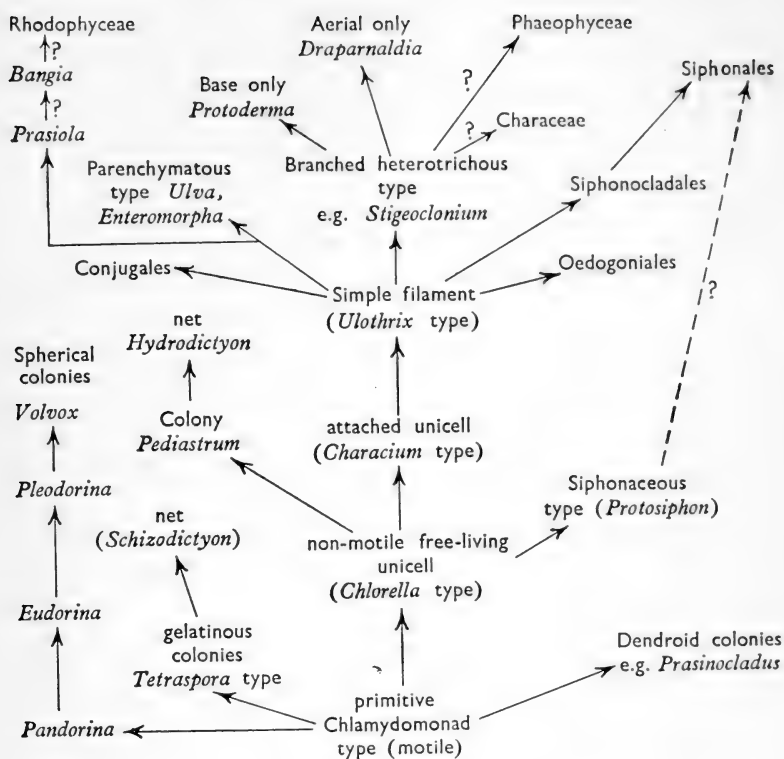 Rhodophyceae
?
Bangia
?
Prasiola
Aerial only
Draparnaldia
Phaeophyceae
Base only
Protoderma
?
Siphonales
? Characeae
Parenchymatous
type Ulva,
Enteromorpha
Branched heterotrichous
type
e.g. Stigeoclonium
Siphonocladales
Conjugales
Oedogoniales
Simple filament
(Ulothrix type)
?
net
Hydrodictyon
Spherical
colonies
Volvox
Colony
Pediastrum
attached unicell
(Characium type)
Pleodorina
Siphonaceous
type (Protosiphon)
net
(Schizodictyon)
non-motile free-living
unicell
(Chlorella type)
Eudorina
gelatinous
colonies
Tetraspora type
Dendroid colonies
e.g. Prasinocladus
Pandorina
primitive
Chlamydomonad
type (motile)